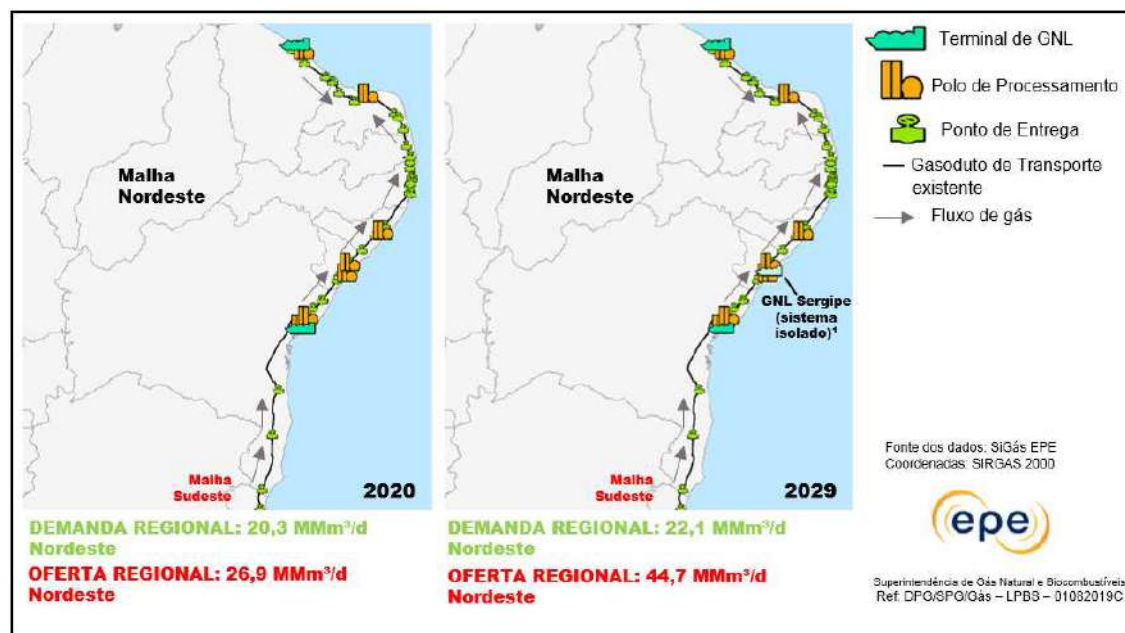 Malha
Nordeste
Malha
Sudeste
2020
DEMANDA REGIONAL: 20,3 MMm³/d
Nordeste
OFERTA REGIONAL: 26,9 MMm³/d
Nordeste
Malha
Nordeste
GNL Sergipe
(sistema
isolado)¹
Malha
Sudeste
2029
DEMANDA REGIONAL: 22,1 MMm³/d
Nordeste
OFERTA REGIONAL: 44,7 MMm³/d
Nordeste
Terminal de GNL
Polo de Processamento
Ponto de Entrega
Gasoduto de Transporte
existente
Fluxo de gás
Fonte dos dados: SiGás EPE
Coordenadas: SIRGAS 2000
epe
Superintendência de Gás Natural e Biocombustíveis
Ref: DPG/SPG/Gás – LPBS – 01082019C